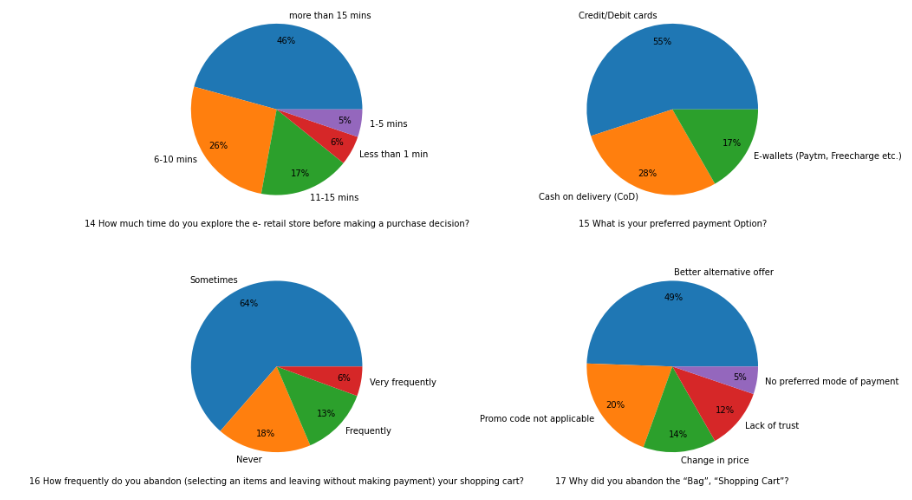 more than 15 mins
46%
26%
6-10 mins
17%
11-15 mins
6%
Less than 1 min
5%
1-5 mins
14 How much time do you explore the e- retail store before making a purchase decision?
Credit/Debit cards
55%
28%
Cash on delivery (CoD)
17%
E-wallets (Paytm, Freecharge etc.)
15 What is your preferred payment Option?
Sometimes
64%
18%
Never
13%
Frequently
6%
Very frequently
16 How frequently do you abandon (selecting an items and leaving without making payment) your shopping cart?
Better alternative offer
49%
20%
Promo code not applicable
14%
Change in price
12%
Lack of trust
5%
No preferred mode of payment
17 Why did you abandon the “Bag”, “Shopping Cart”?